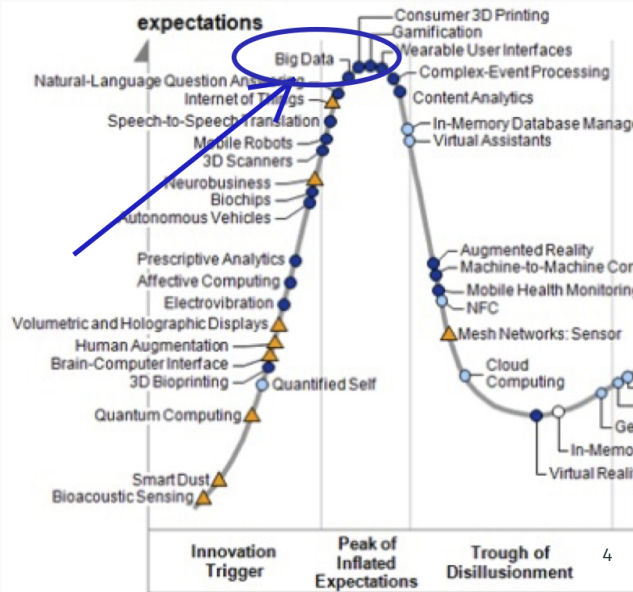 expectations
Consumer 3D Printing
Gamification
Wearable User Interfaces
Big Data
Complex-Event Processing
Natural-Language Question Answering
Content Analytics
Internet of Things
Speech-to-Speech Translation
In-Memory Database Manage
Mobile Robots
Virtual Assistants
3D Scanners
Neurobusiness
Biochips
Autonomous Vehicles
Augmented Reality
Prescriptive Analytics
Machine-to-Machine Com
Affective Computing
Mobile Health Monitoring
Electrovibration
NFC
Volumetric and Holographic Displays
Mesh Networks: Sensor
Human Augmentation
Brain-Computer Interface
Cloud
Computing
3D Bioprinting
Quantified Self
Quantum Computing
Ge
In-Memo
Smart Dust
Virtual Realit
Bioacoustic Sensing
Innovation
Trigger
Peak of
Inflated
Expectations
Trough of
Disillusionment
4